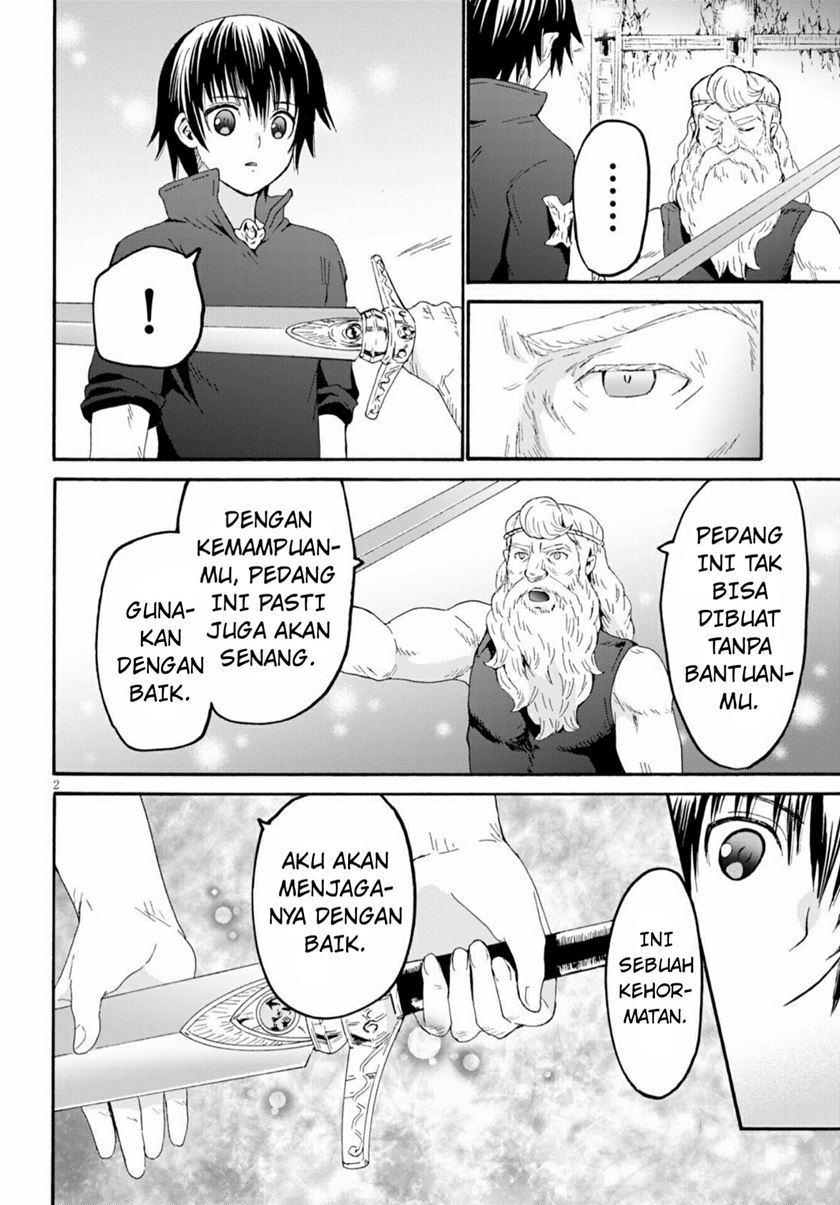 ......
!
PEDANG
INI TAK
BISA
DIBUAT
TANPA
BANTUAN-
MU.
DENGAN
KEMAMPUAN-
MU, PEDANG
INI PASTI
JUGA AKAN
SENANG.
GUNA-
KAN
DENGAN
BAIK.
2
INI
SEBUAH
KEHOR-
MATAN.
AKU AKAN
MENJAGA-
NYA DENGAN
BAIK.